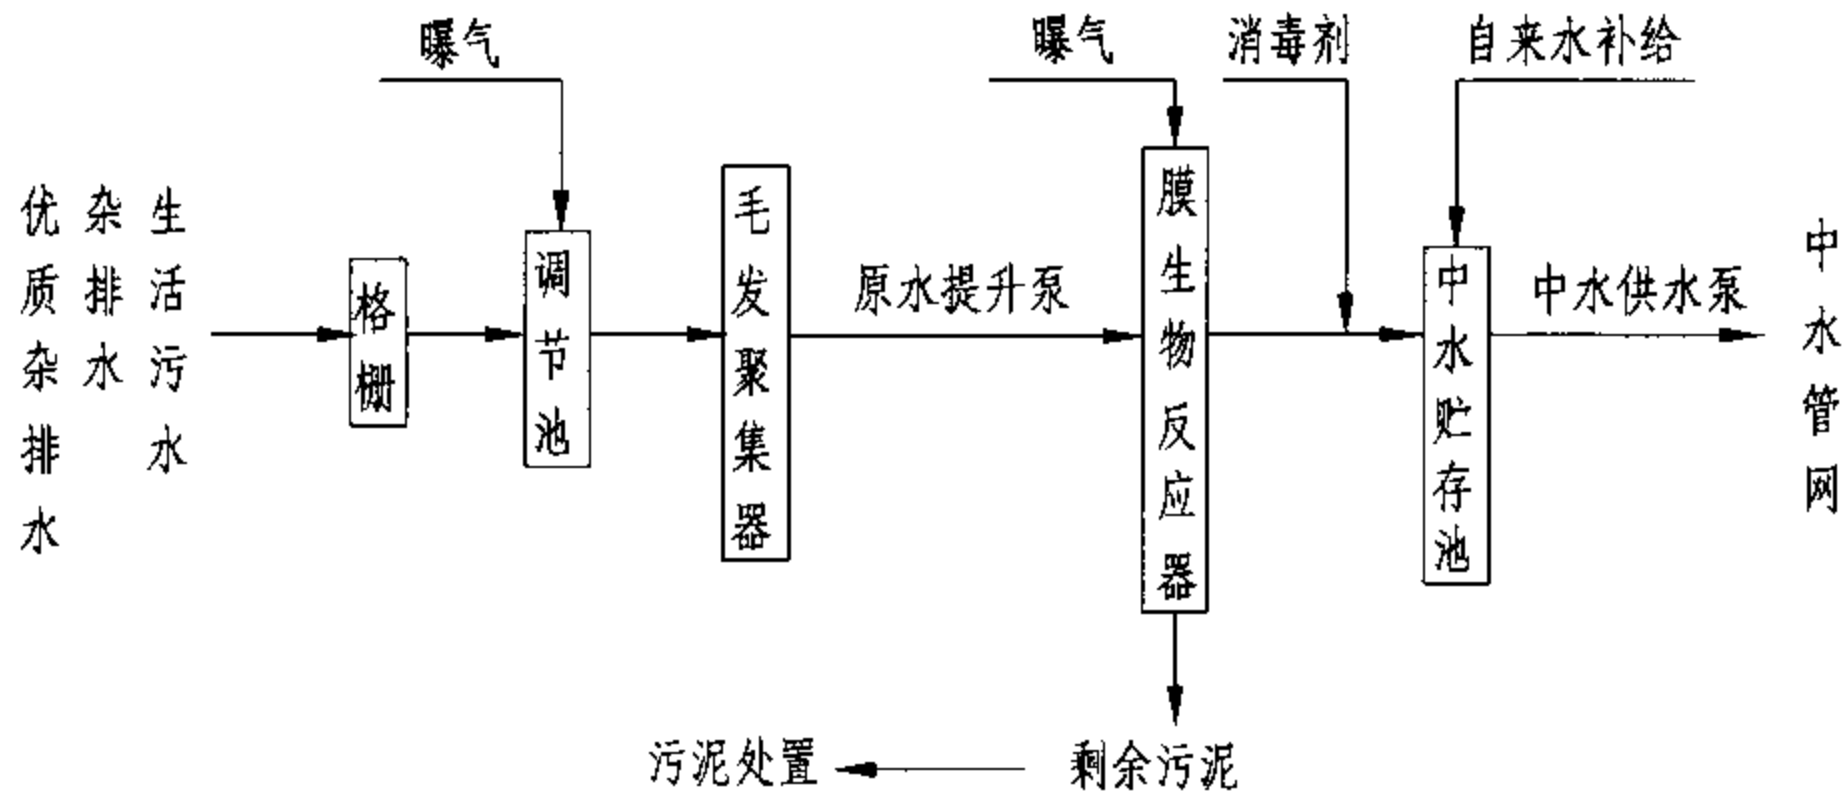 曝气
曝气
消毒剂
自来水补给
优质杂排水
杂排水
生活污水
格栅
调节池
毛发聚集器
原水提升泵
膜生物反应器
中水贮存池
中水供水泵
中水管网
污泥处置
剩余污泥